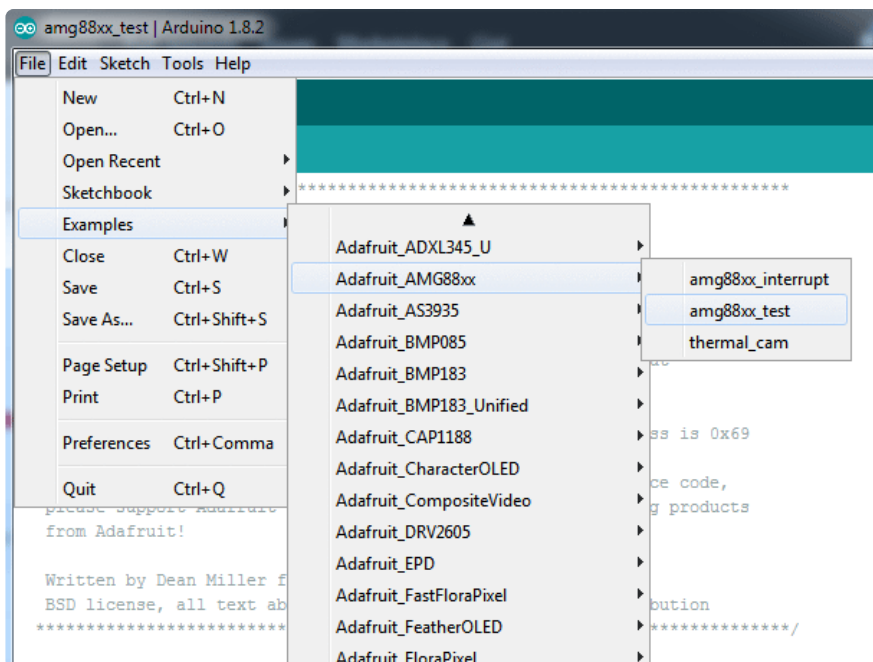 amg88xx_test | Arduino 1.8.2
File Edit Sketch Tools Help
New Ctrl+N
Open... Ctrl+O
Open Recent
Sketchbook
Examples
Close Ctrl+W
Save Ctrl+S
Save As... Ctrl+Shift+S
Page Setup Ctrl+Shift+P
Print Ctrl+P
Preferences Ctrl+Comma
Quit Ctrl+Q
Adafruit_ADXL345_U
Adafruit_AMG88xx
Adafruit_AS3935
Adafruit_BMP085
Adafruit_BMP183
Adafruit_BMP183_Unified
Adafruit_CAP1188
Adafruit_CharacterOLED
Adafruit_CompositeVideo
Adafruit_DRV2605
Adafruit_EPD
Adafruit_FastFloraPixel
Adafruit_FeatherOLED
Adafruit_FloraPixel
amg88xx_interrupt
amg88xx_test
thermal_cam
*************************************************
ss is 0x69
ce code,
please support Adafruit
g products
from Adafruit!
Written by Dean Miller f
BSD license, all text ab
bution
*************************
**************/